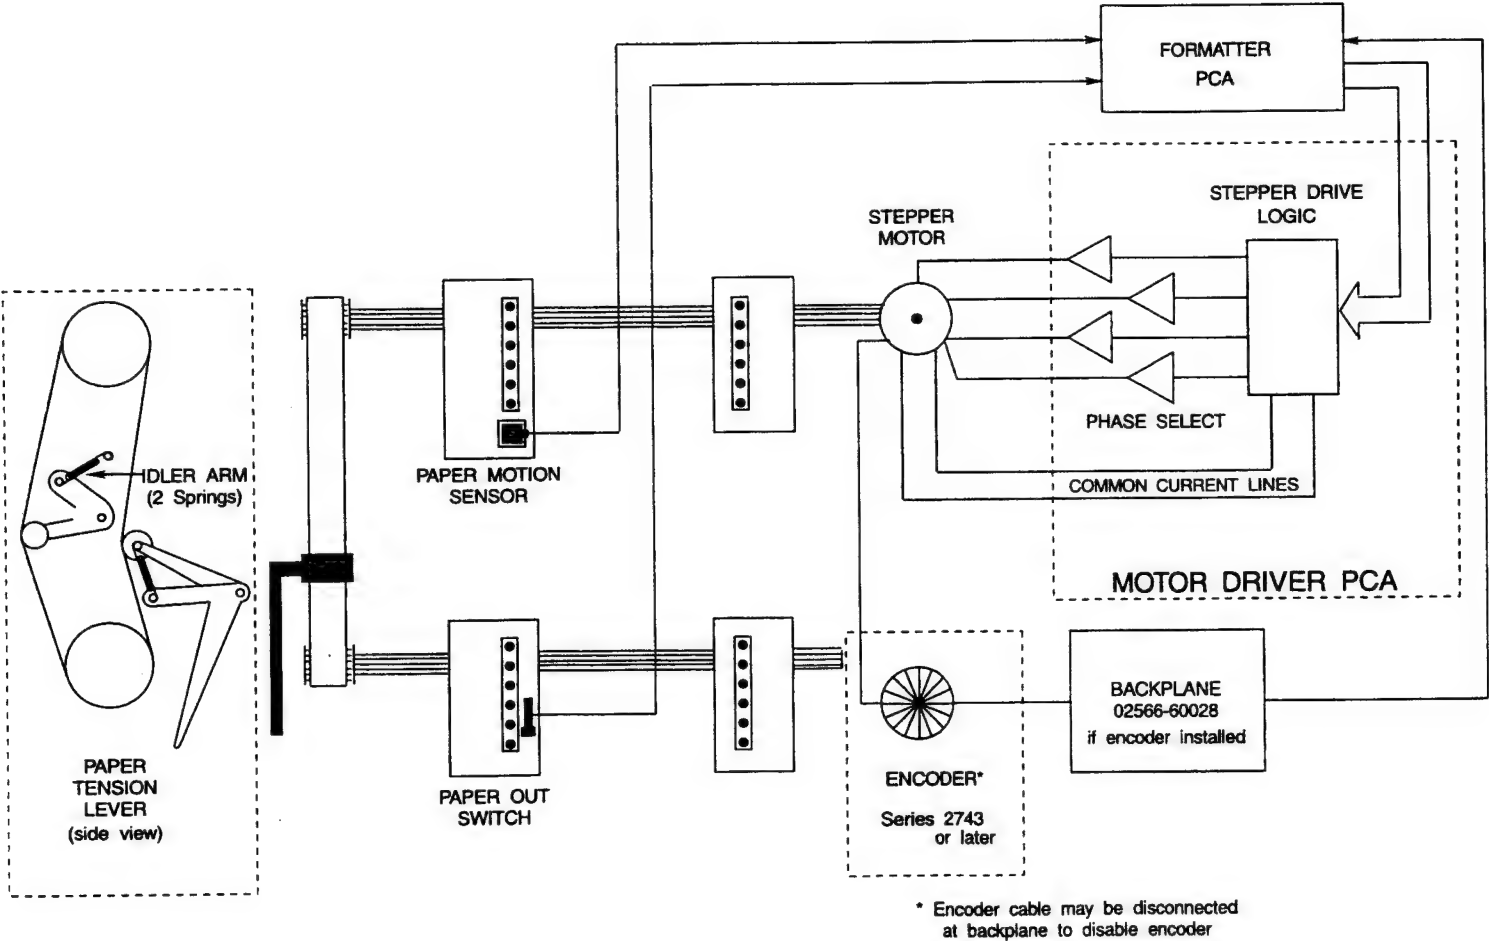 FORMATTER
PCA
STEPPER DRIVE
LOGIC
STEPPER
MOTOR
PHASE SELECT
COMMON CURRENT LINES
MOTOR DRIVER PCA
IDLER ARM
(2 Springs)
PAPER MOTION
SENSOR
PAPER
TENSION
LEVER
(side view)
PAPER OUT
SWITCH
ENCODER*
Series 2743
or later
BACKPLANE
02566-60028
if encoder installed
* Encoder cable may be disconnected
at backplane to disable encoder